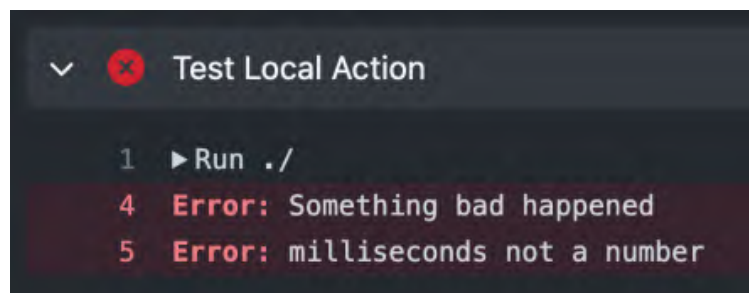 Test Local Action
1 ▶ Run ./
4 Error: Something bad happened
5 Error: milliseconds not a number